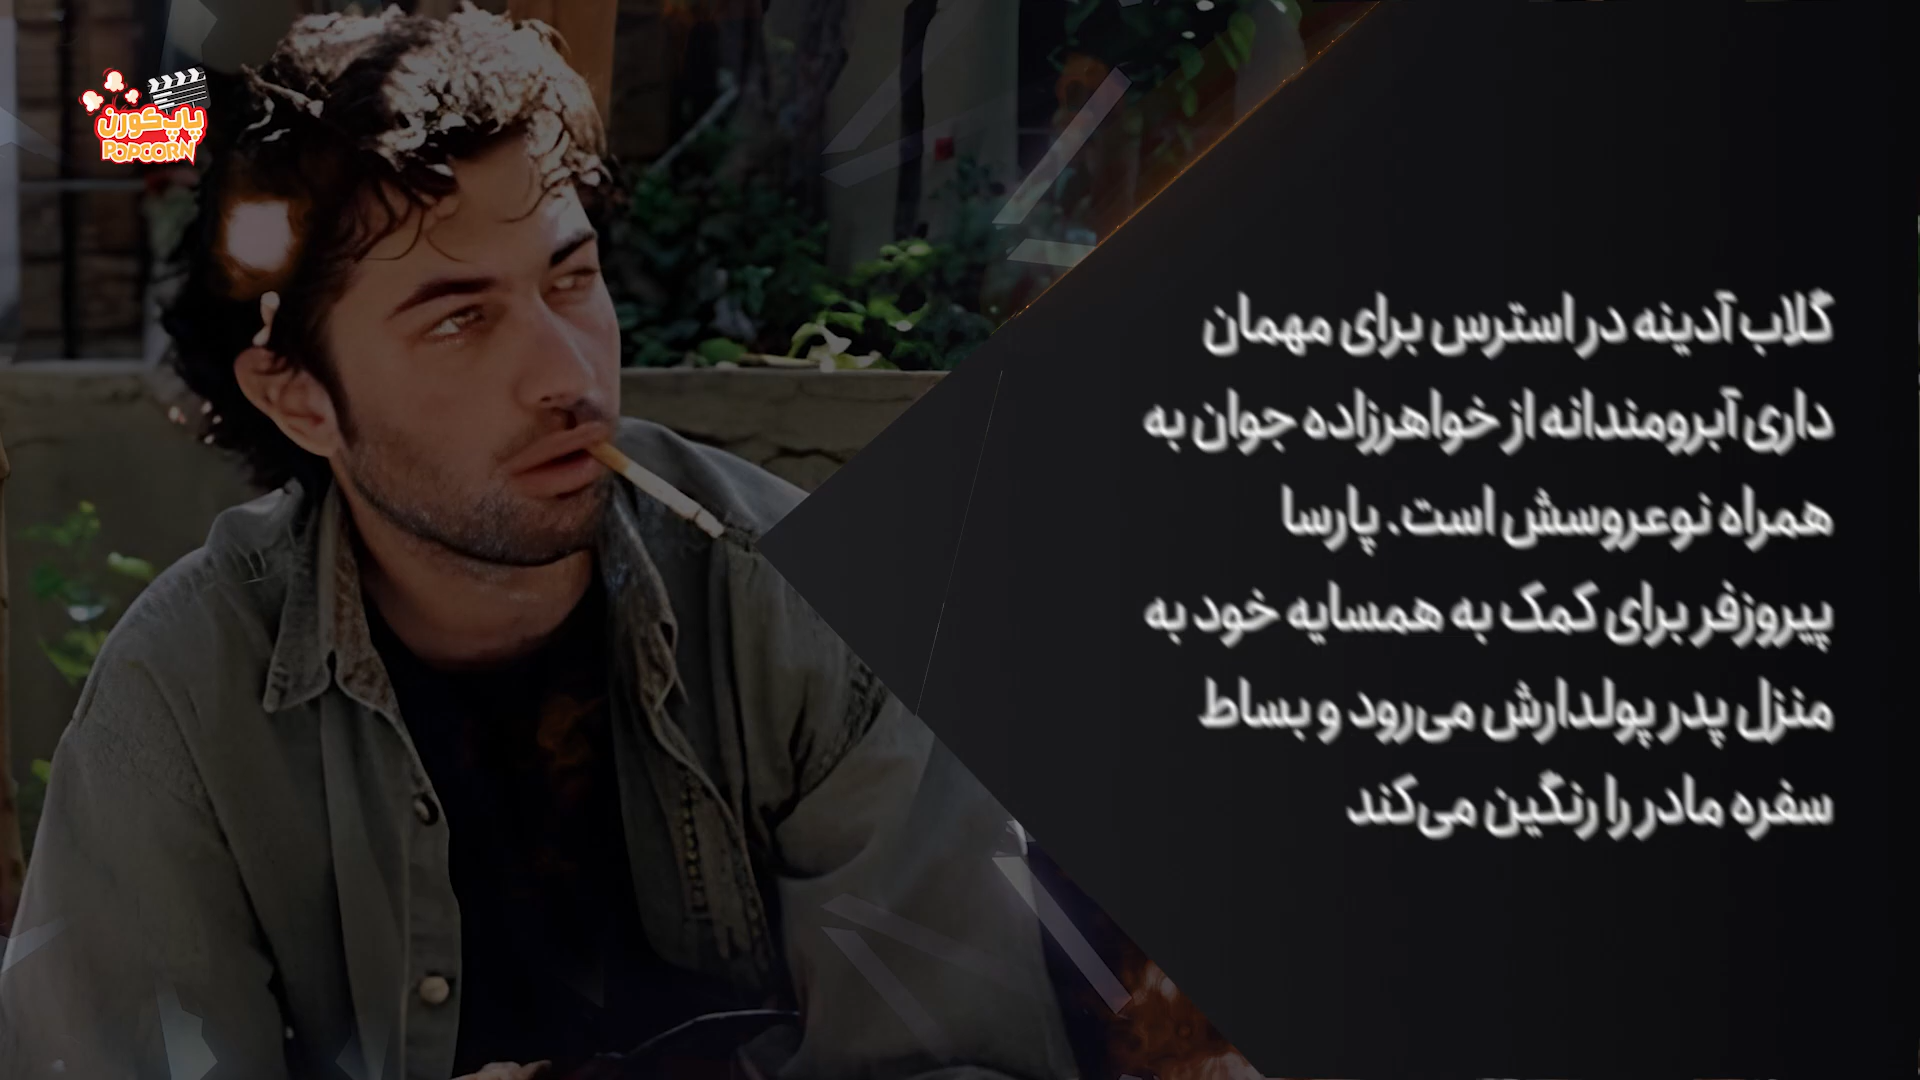 پاپ‌کورن
POPCORN
گلاب آدینه در استرس برای مهمان
داری آبرومندانه از خواهرزاده جوان به
همراه نوعروسش است. پارسا
پیروزفر برای کمک به همسایه خود به
منزل پدر پولدارش می‌رود و بساط
سفره مادر را رنگین می‌کند